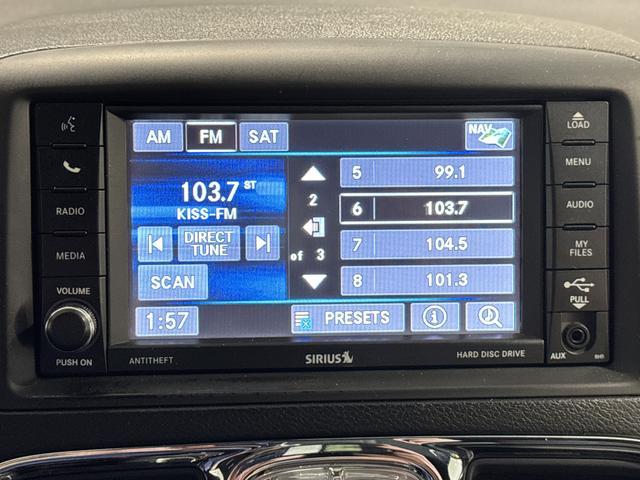 AM FM SAT NAV
LOAD
5 99.1
MENU
103.7 ST
2
KISS-FM
6 103.7
RADIO
AUDIO
DIRECT
TUNE
7 104.5
MY
FILES
MEDIA
of 3
SCAN
8 101.3
VOLUME
PULL
1:57
PRESETS
PUSH ON
ANTITHEFT
SIRIUS
HARD DISC DRIVE
AUX